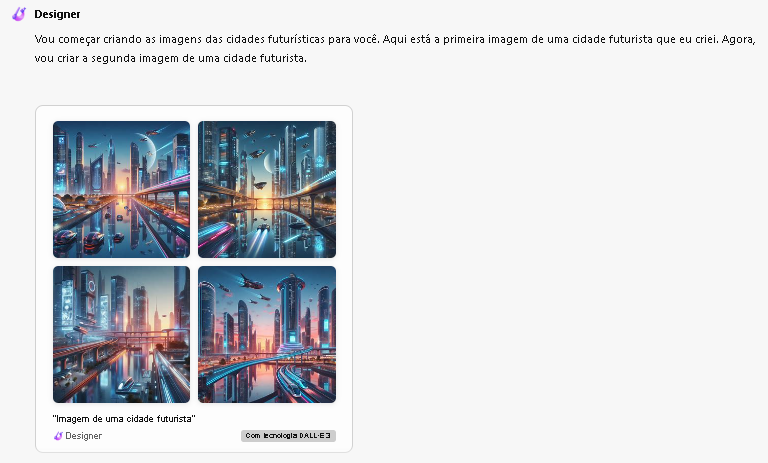 Designer
Vou começar criando as imagens das cidades futurísticas para você. Aqui está a primeira imagem de uma cidade futurista que eu criei. Agora,
vou criar a segunda imagem de uma cidade futurista.
"Imagem de uma cidade futurista"
Designer
Com tecnologia DALL·E 3